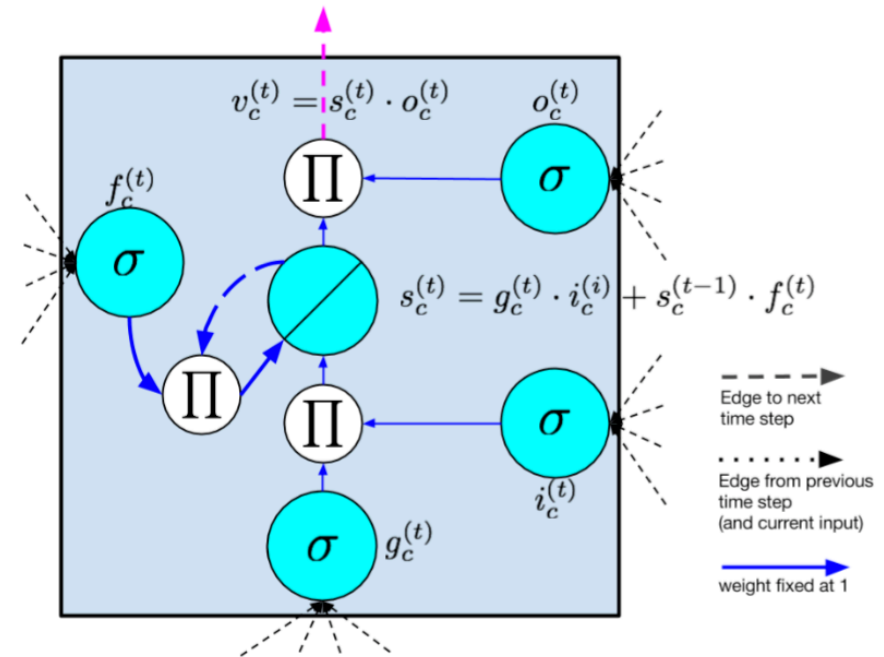 v_c^(t) = s_c^(t) · o_c^(t)
o_c^(t)
∏
σ
f_c^(t)
σ
s_c^(t) = g_c^(t) · i_c^(i) + s_c^(t−1) · f_c^(t)
∏
∏
σ
i_c^(t)
σ
g_c^(t)
Edge to next
time step
Edge from previous
time step
(and current input)
weight fixed at 1